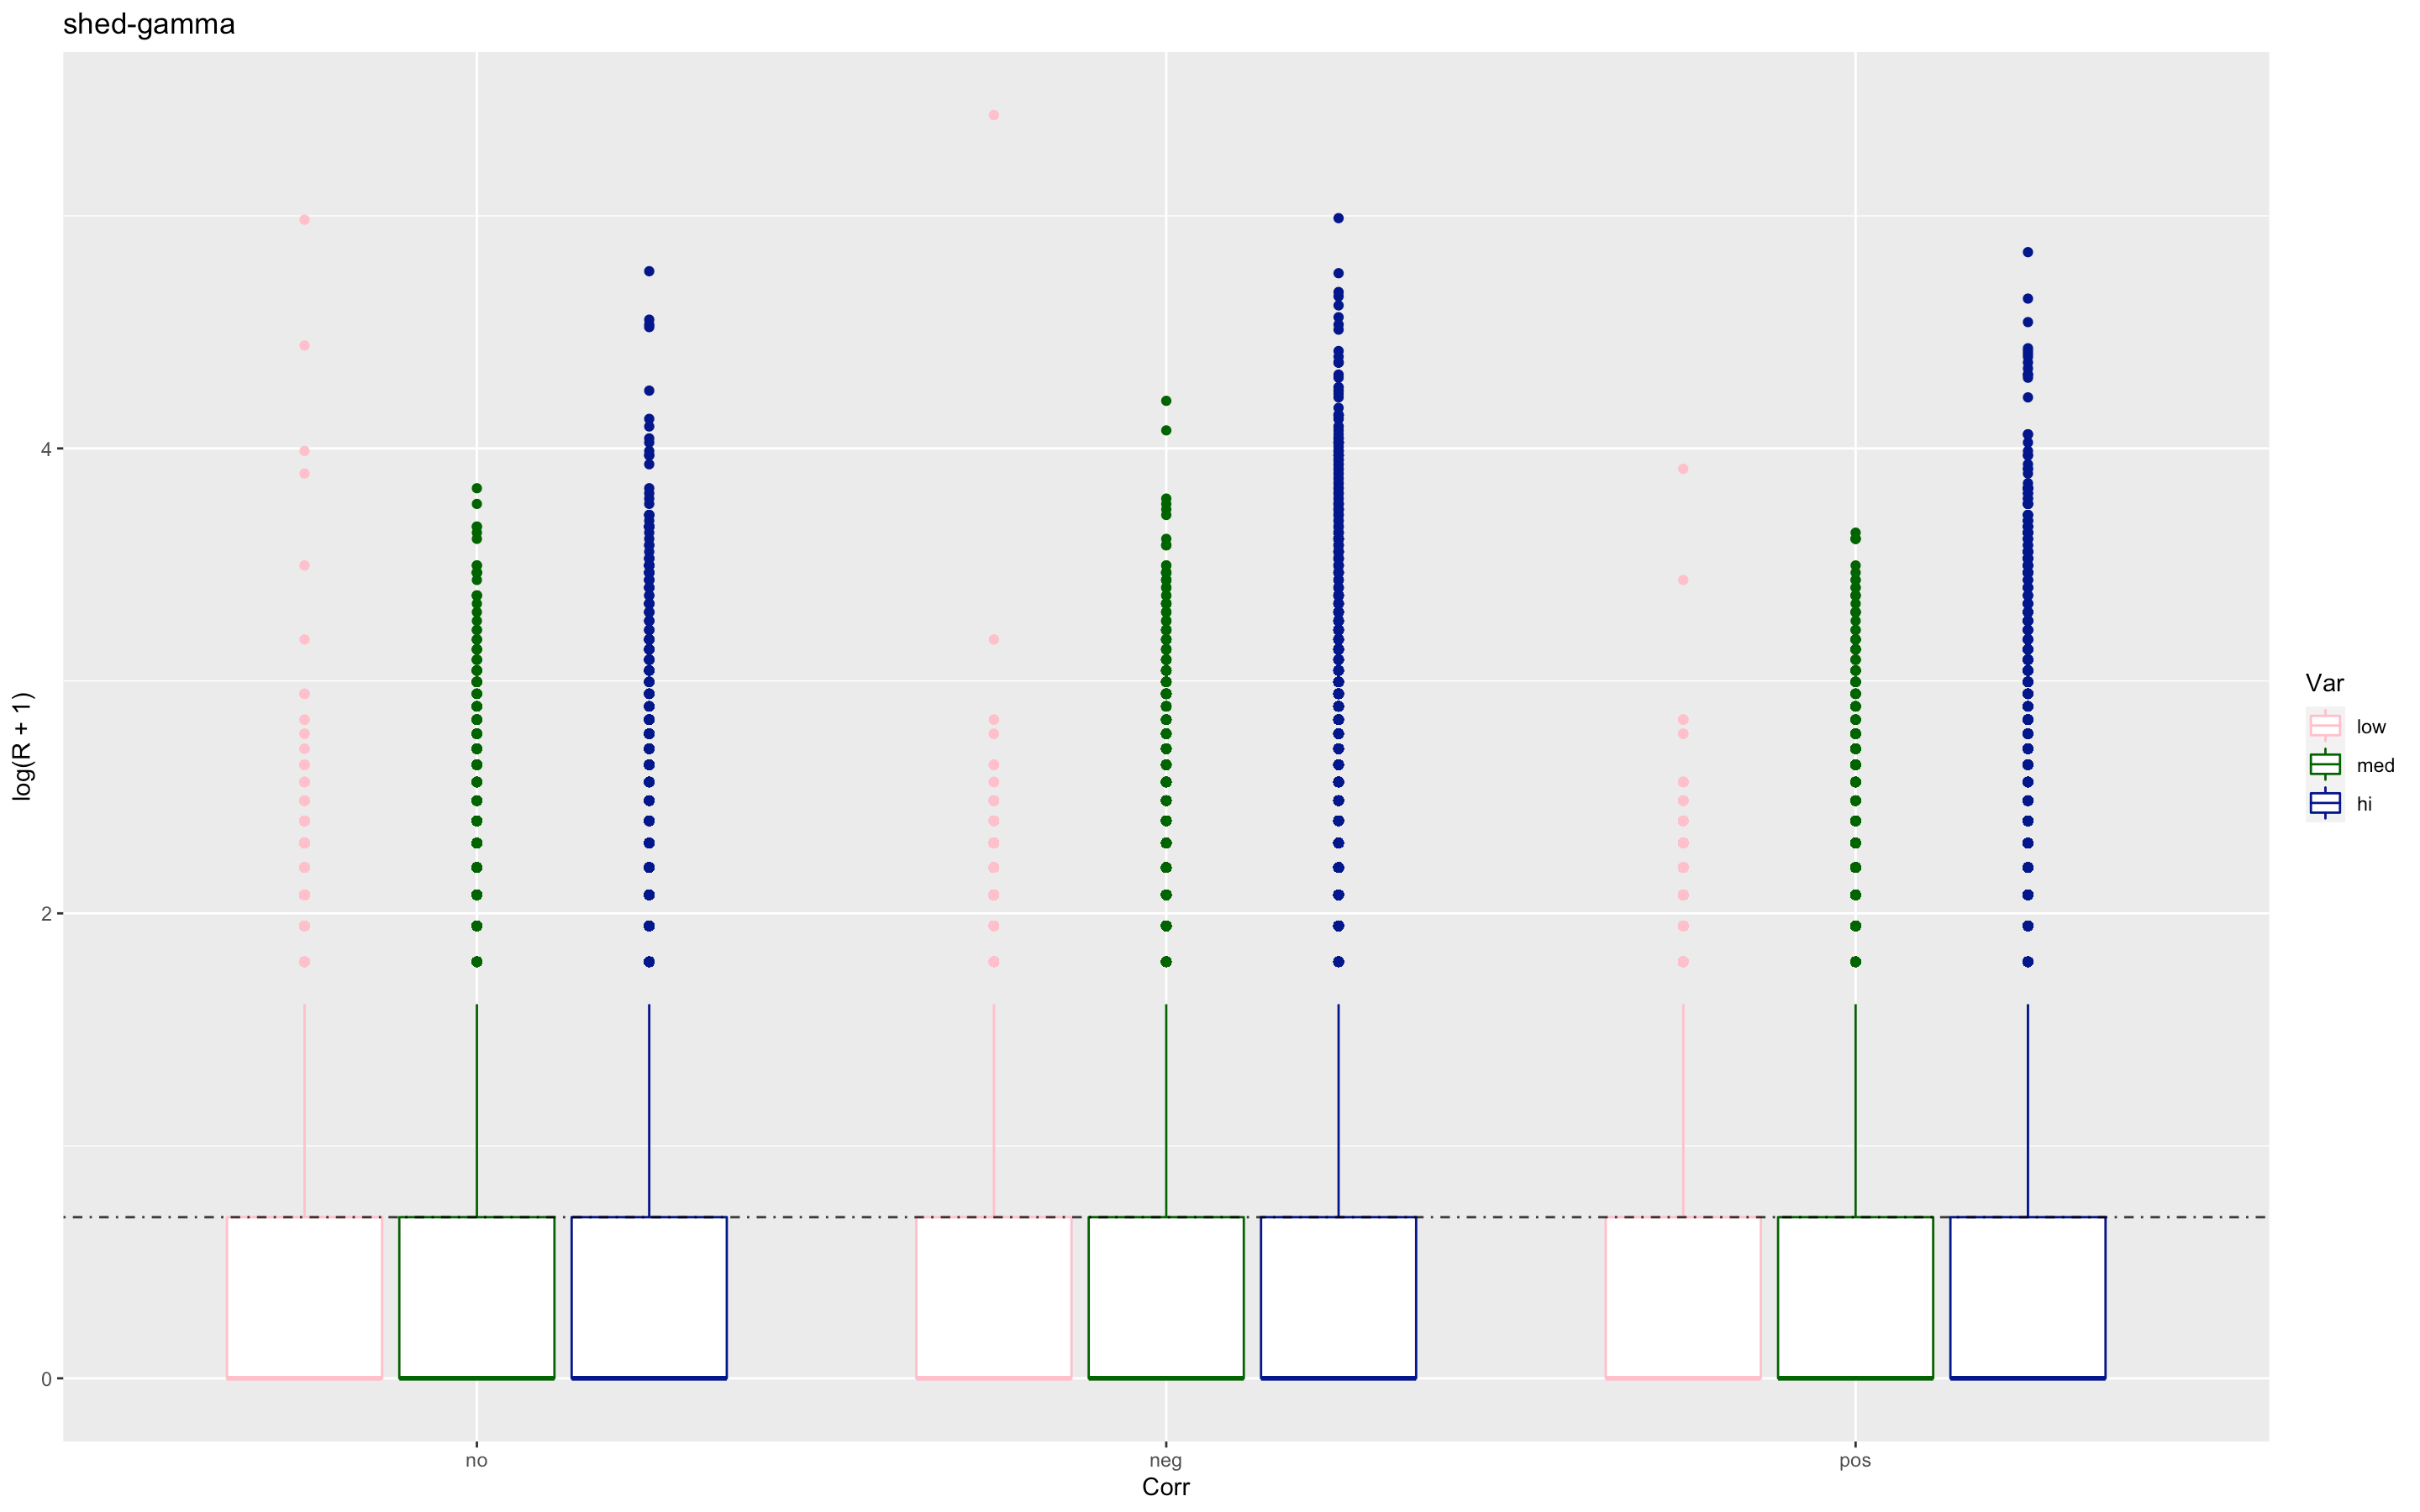 shed-gamma
log(R + 1)
4
2
0
no
neg
pos
Corr
Var
low
med
hi